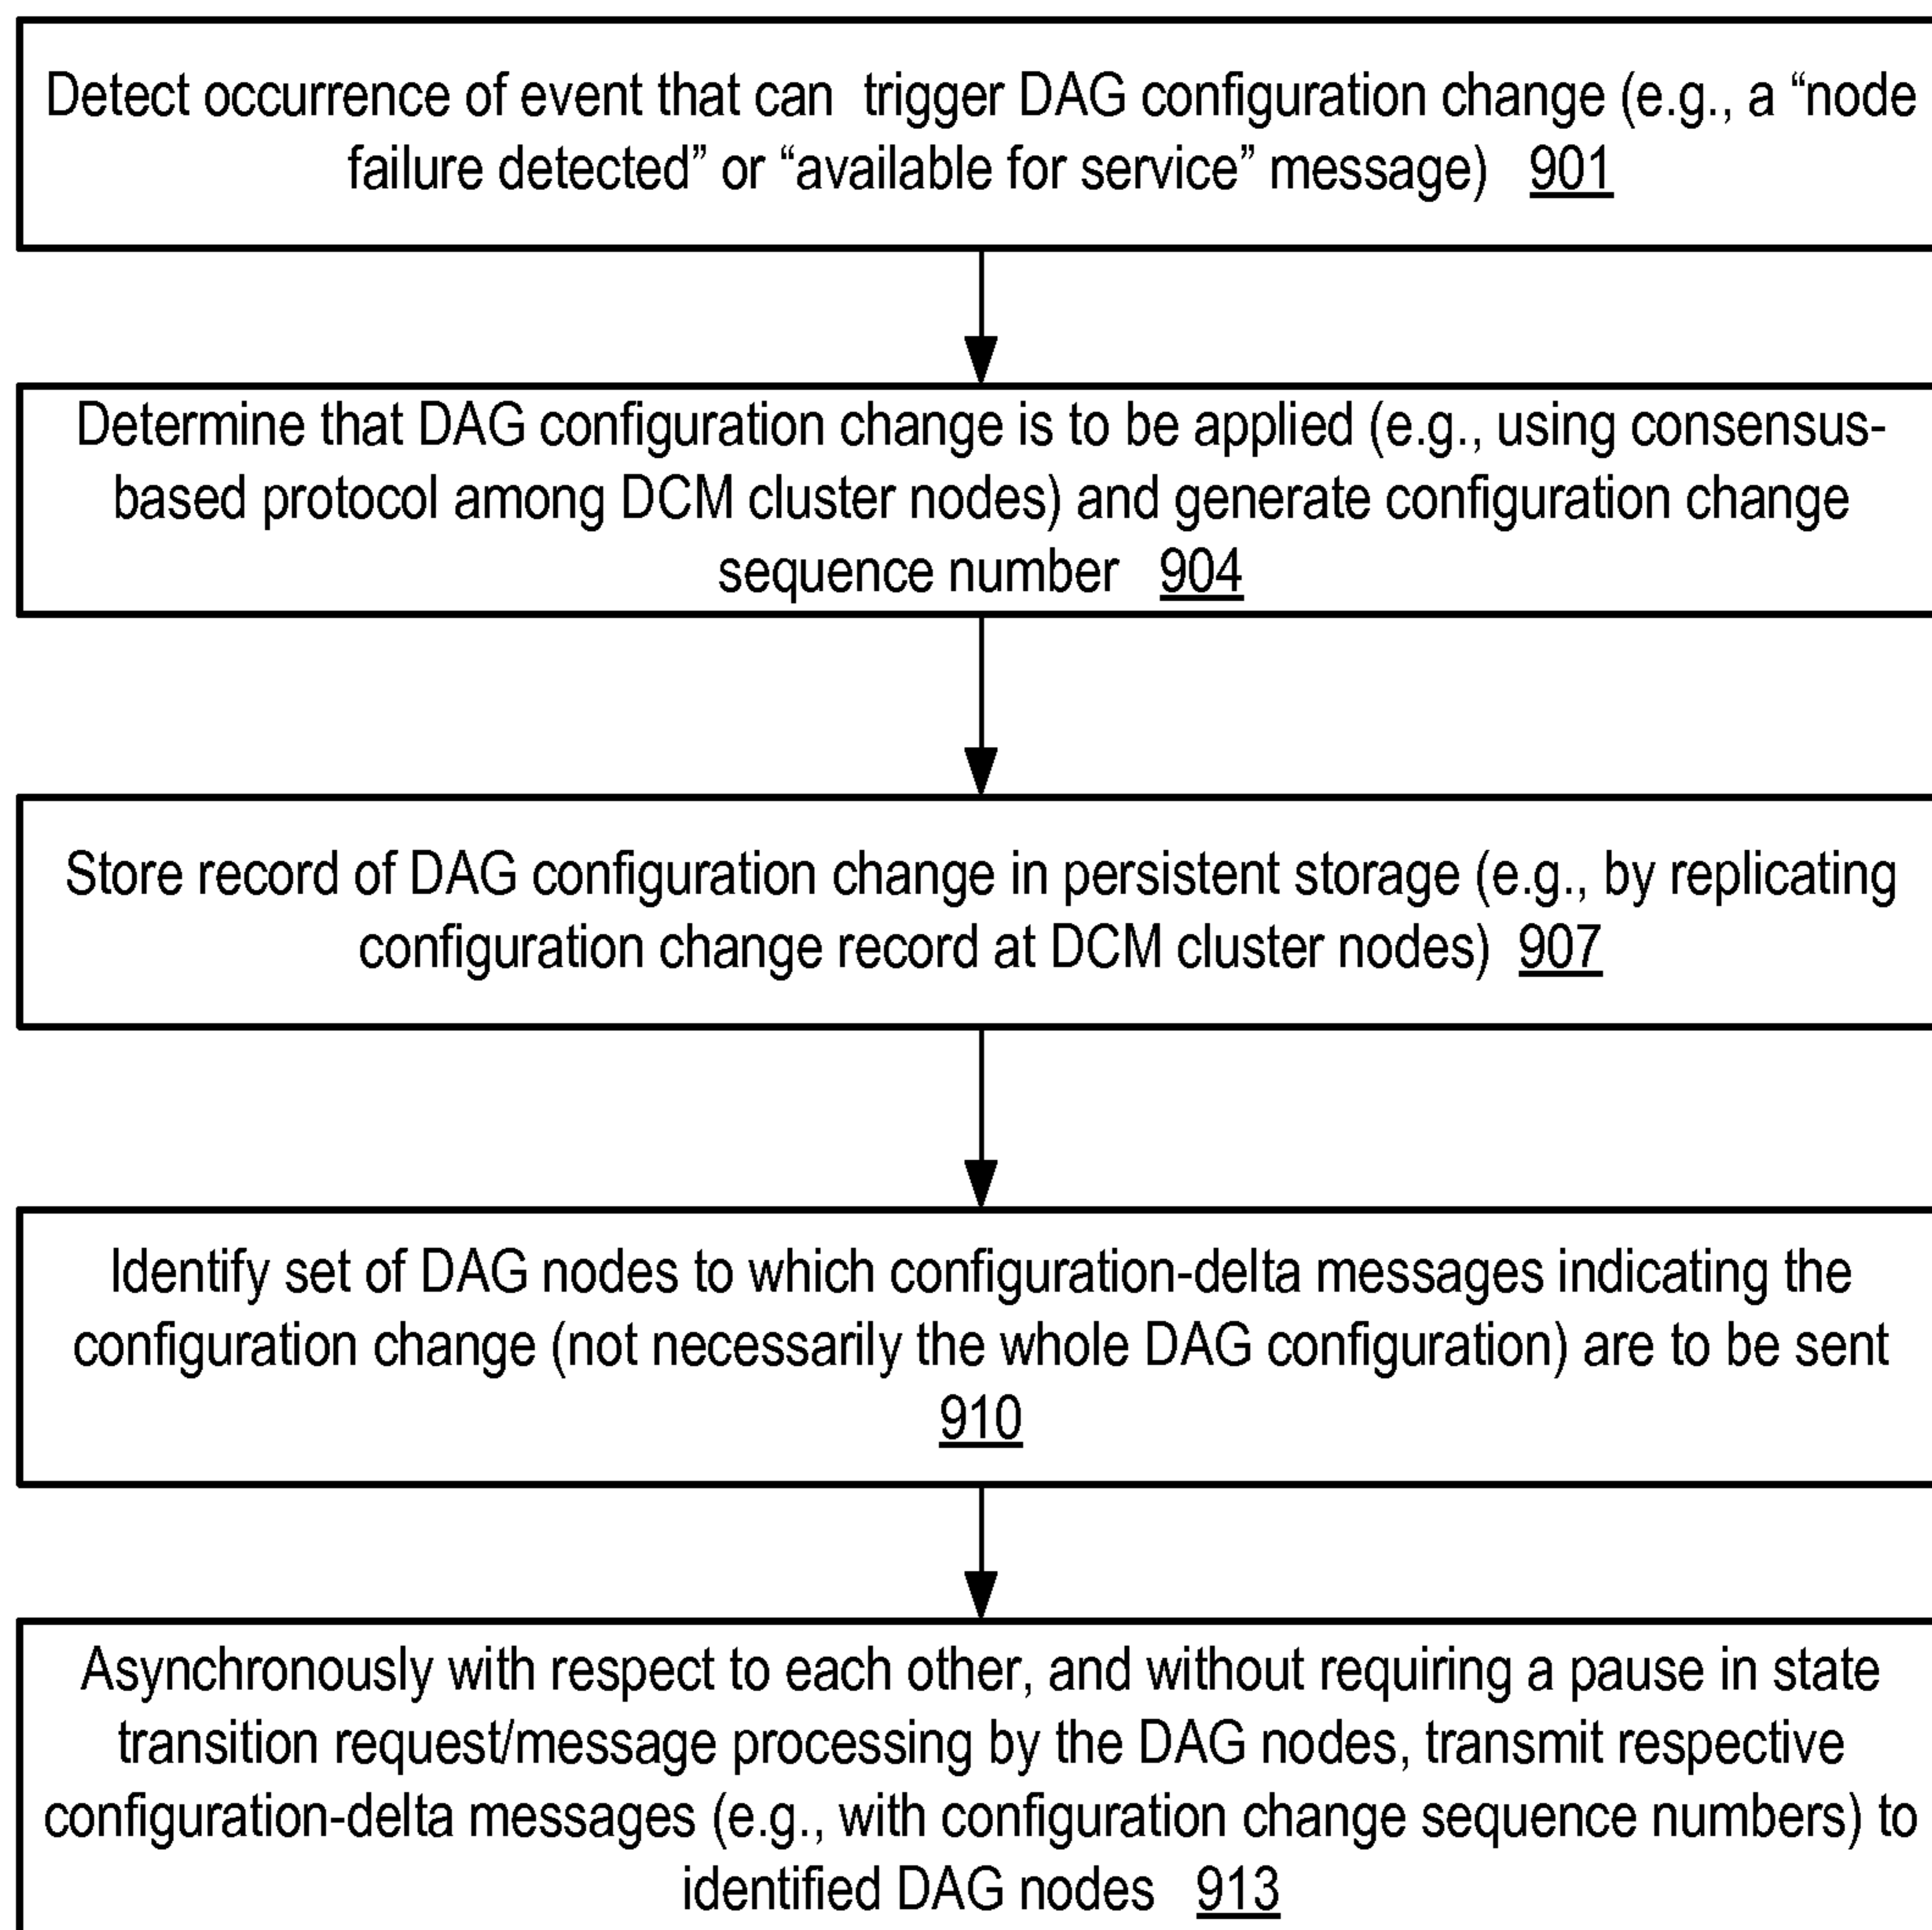 Detect occurrence of event that can trigger DAG configuration change (e.g., a “node
failure detected” or “available for service” message) 901
Determine that DAG configuration change is to be applied (e.g., using consensus-
based protocol among DCM cluster nodes) and generate configuration change
sequence number 904
Store record of DAG configuration change in persistent storage (e.g., by replicating
configuration change record at DCM cluster nodes) 907
Identify set of DAG nodes to which configuration-delta messages indicating the
configuration change (not necessarily the whole DAG configuration) are to be sent
910
Asynchronously with respect to each other, and without requiring a pause in state
transition request/message processing by the DAG nodes, transmit respective
configuration-delta messages (e.g., with configuration change sequence numbers) to
identified DAG nodes 913